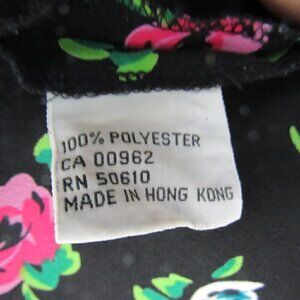 100% POLYESTER
CA 00962
RN 50610
MADE IN HONG KONG